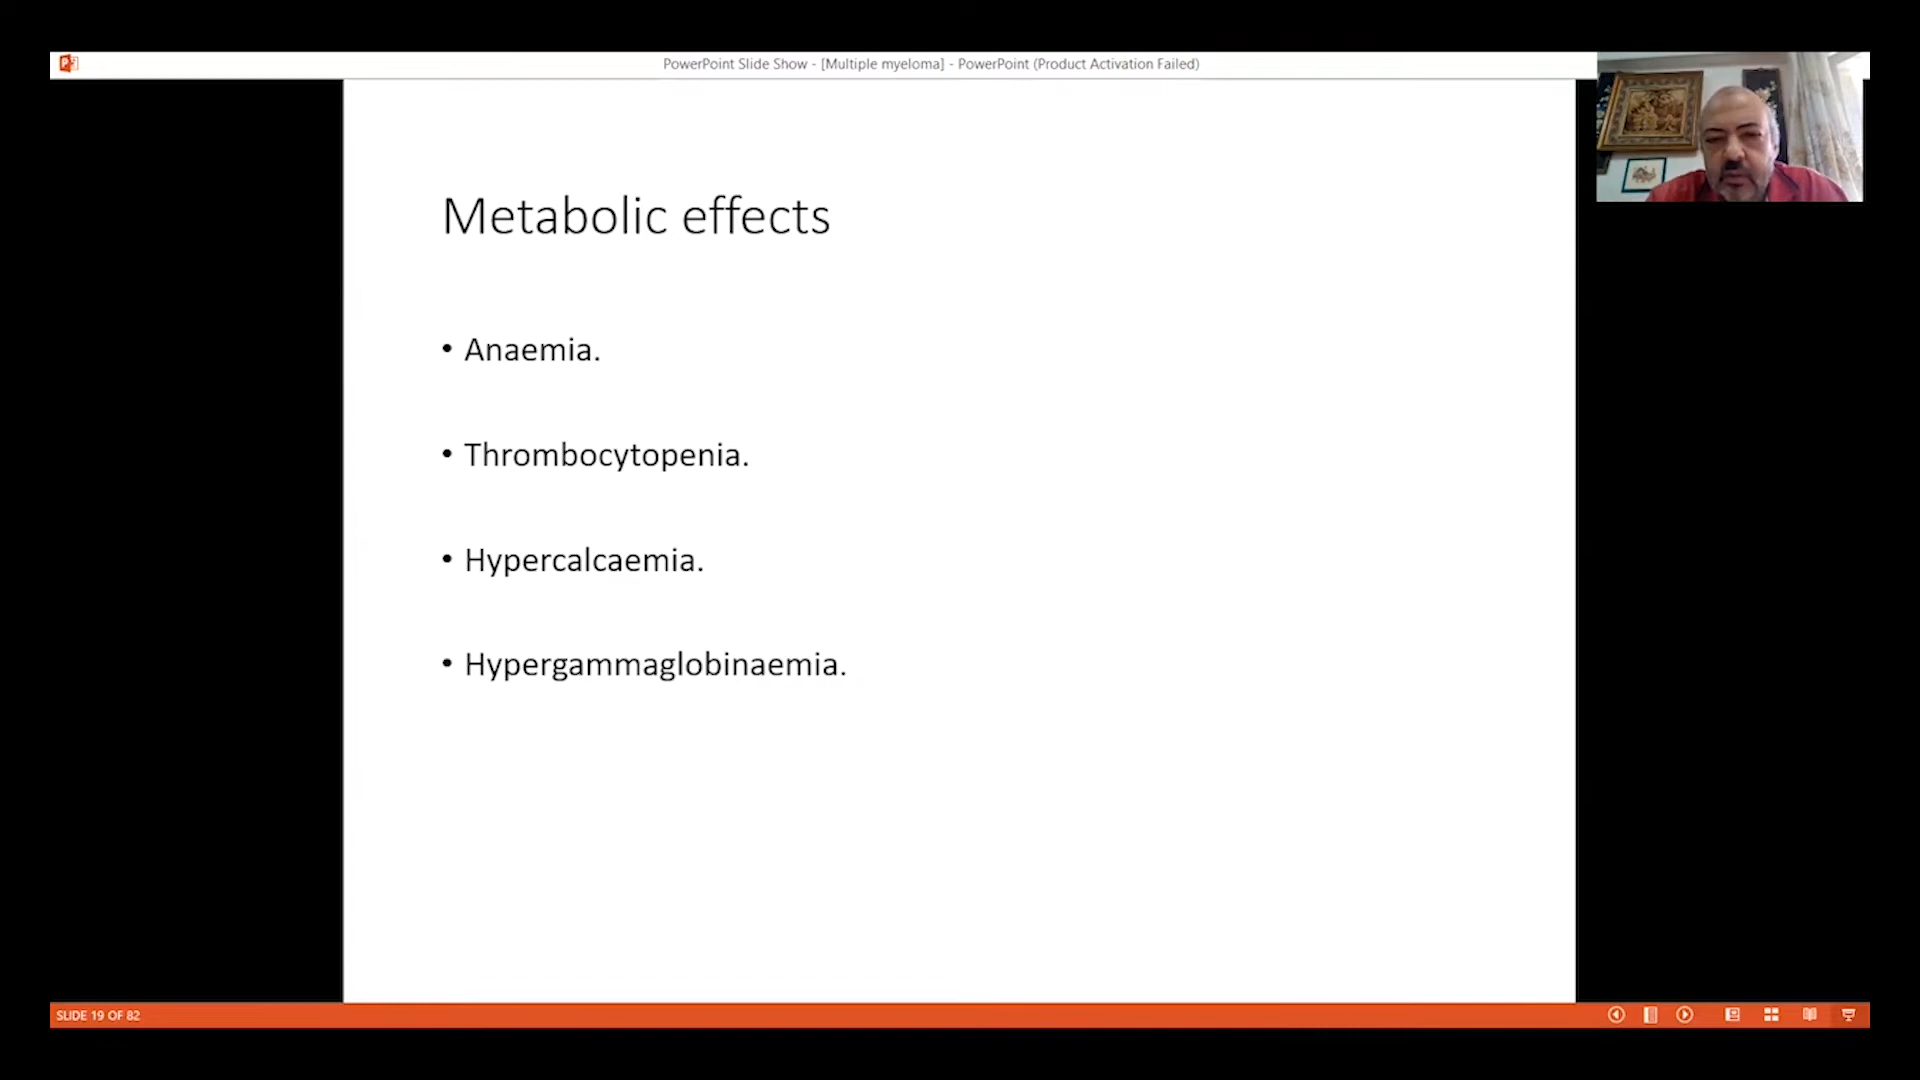 PowerPoint Slide Show - [Multiple myeloma] - PowerPoint (Product Activation Failed)
Metabolic effects
• Anaemia.
• Thrombocytopenia.
• Hypercalcaemia.
• Hypergammaglobinaemia.
SLIDE 19 OF 82